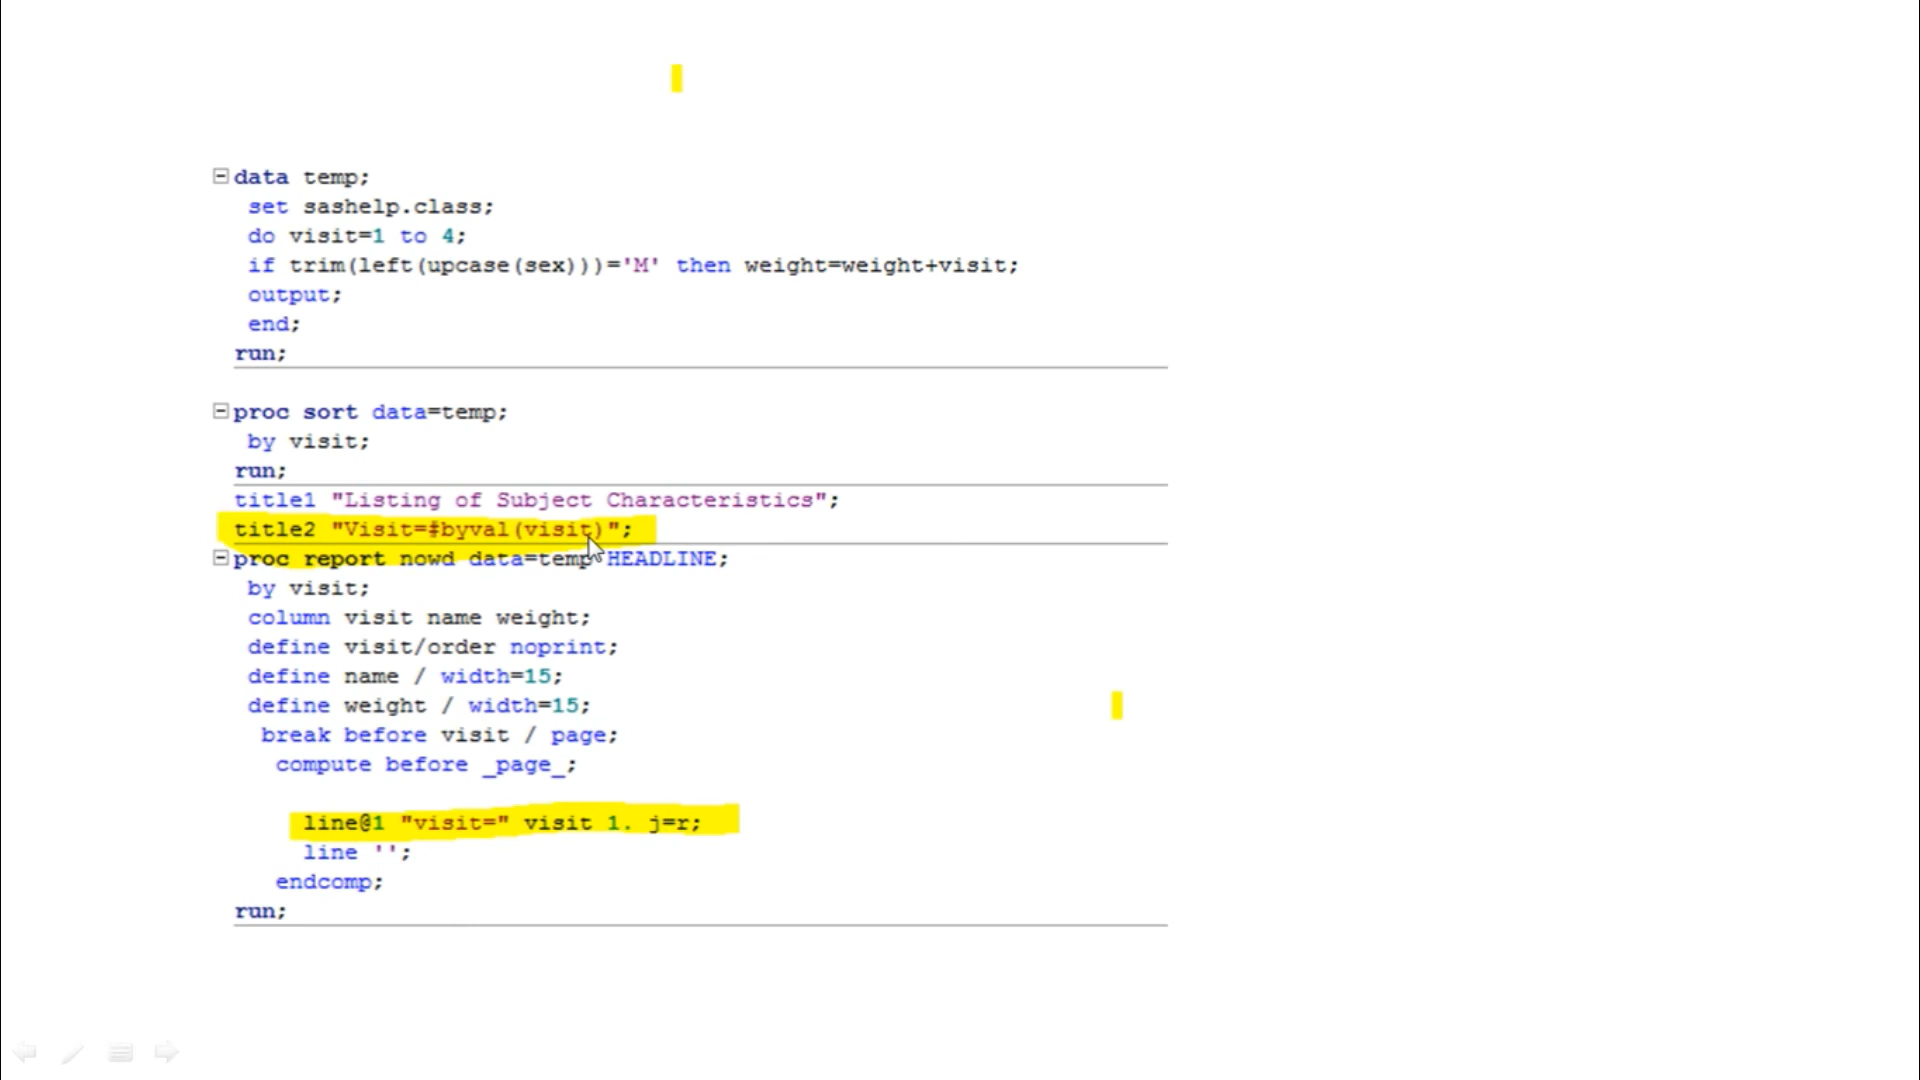 data temp;
set sashelp.class;
do visit=1 to 4;
if trim(left(upcase(sex)))='M' then weight=weight+visit;
output;
end;
run;
proc sort data=temp;
by visit;
run;
title1 "Listing of Subject Characteristics";
title2 "Visit=#byval(visit)";
proc report nowd data=temp HEADLINE;
by visit;
column visit name weight;
define visit/order noprint;
define name / width=15;
define weight / width=15;
break before visit / page;
compute before _page_;
line@1 "visit=" visit 1. j=r;
line '';
endcomp;
run;